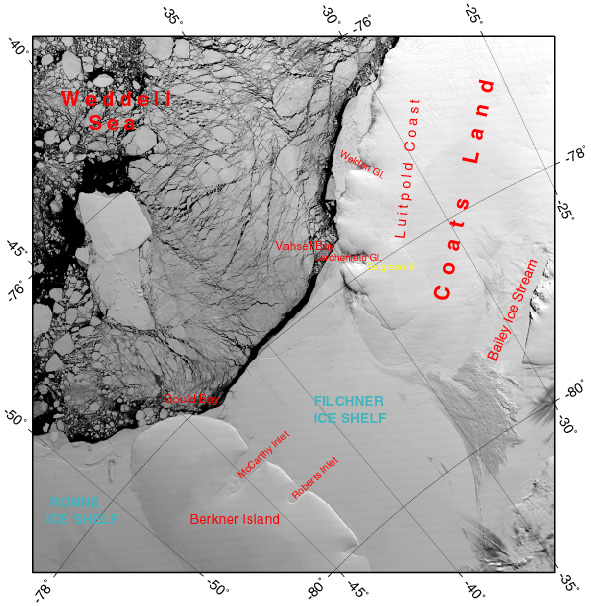 -35°
-30°
-76°
-25°
-40°
Weddell
Sea
Luitpold Coast
Coats Land
-78°
-25°
Vahsel Bay
Lerchenfeld Gl.
-45°
-76°
Bailey Ice Stream
Gould Bay
FILCHNER
ICE SHELF
-80°
-30°
-50°
McCarthy Inlet
Roberts Inlet
RONNE
ICE SHELF
Berkner Island
-78°
-50°
-80°
-45°
-40°
-35°